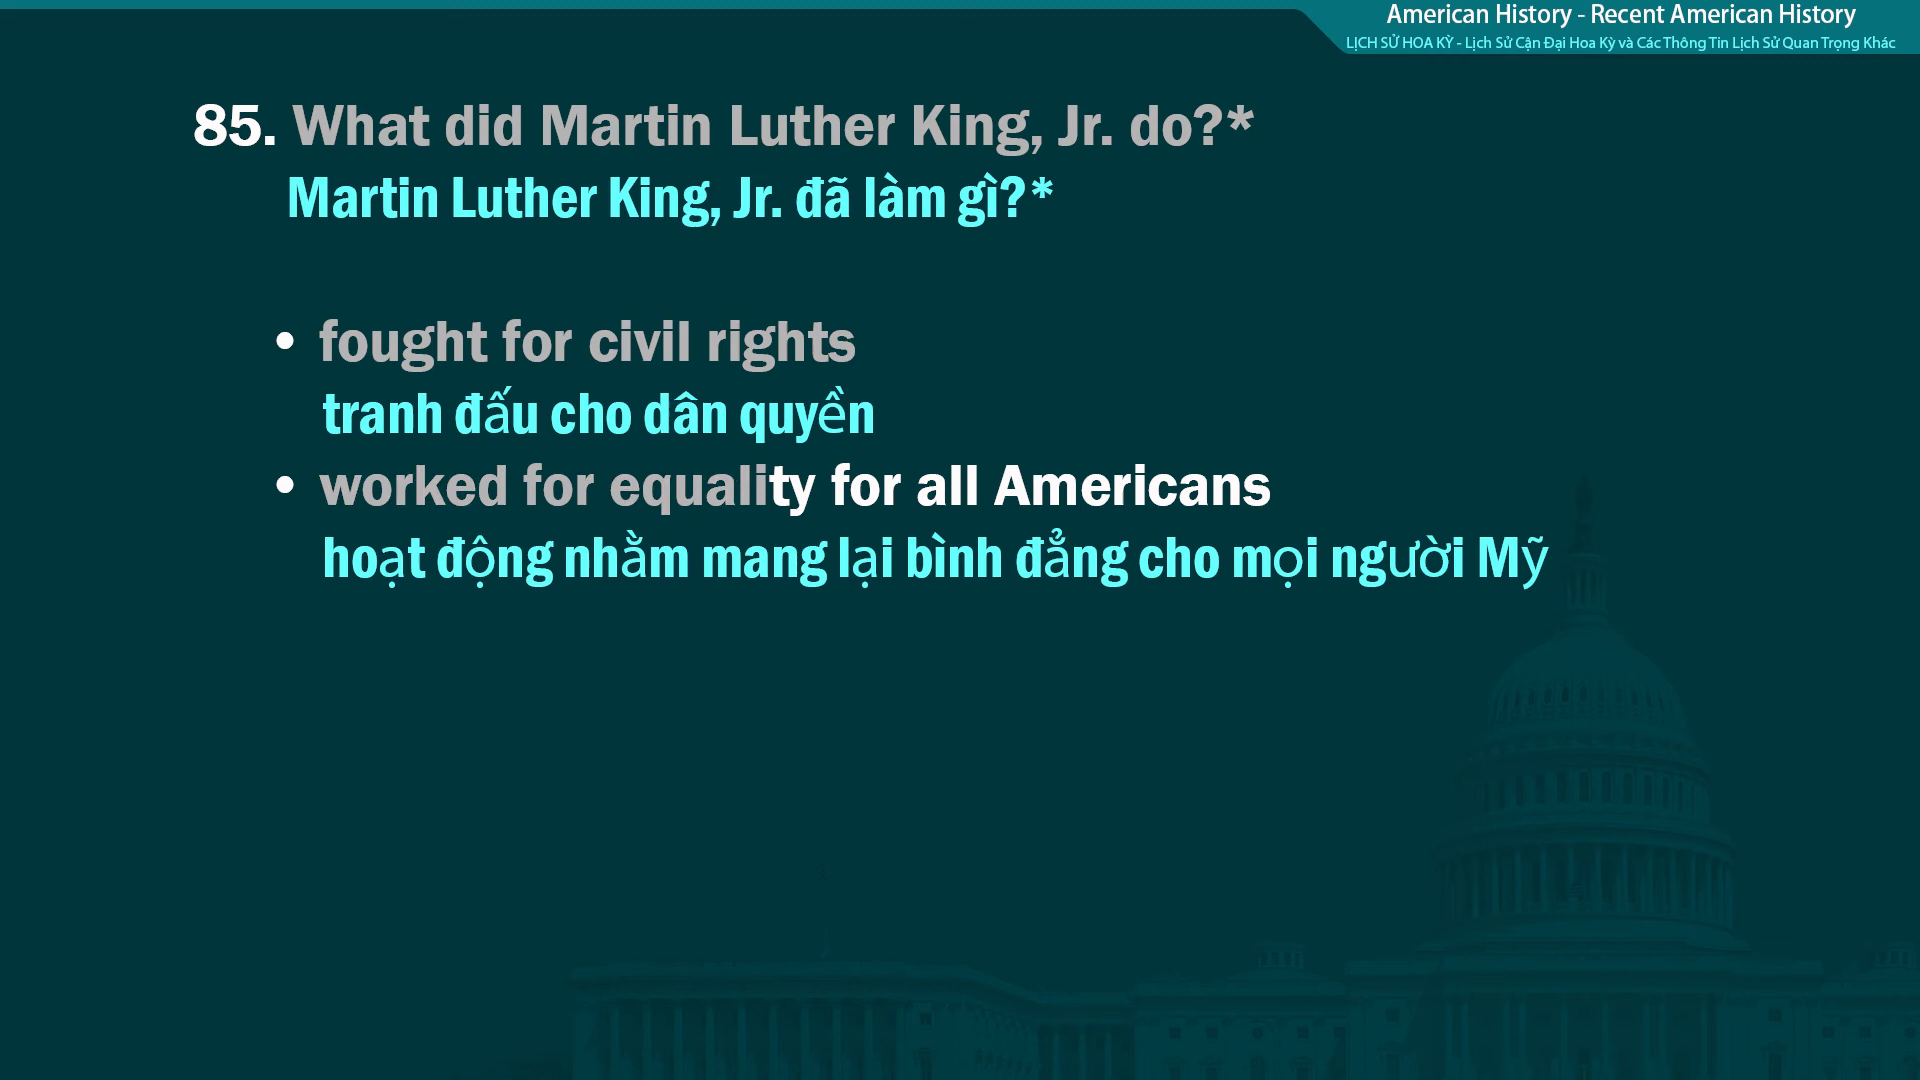 American History - Recent American History
LỊCH SỬ HOA KỲ - Lịch Sử Cận Đại Hoa Kỳ và Các Thông Tin Lịch Sử Quan Trọng Khác
85. What did Martin Luther King, Jr. do?*
Martin Luther King, Jr. đã làm gì?*
• fought for civil rights
tranh đấu cho dân quyền
• worked for equality for all Americans
hoạt động nhằm mang lại bình đẳng cho mọi người Mỹ